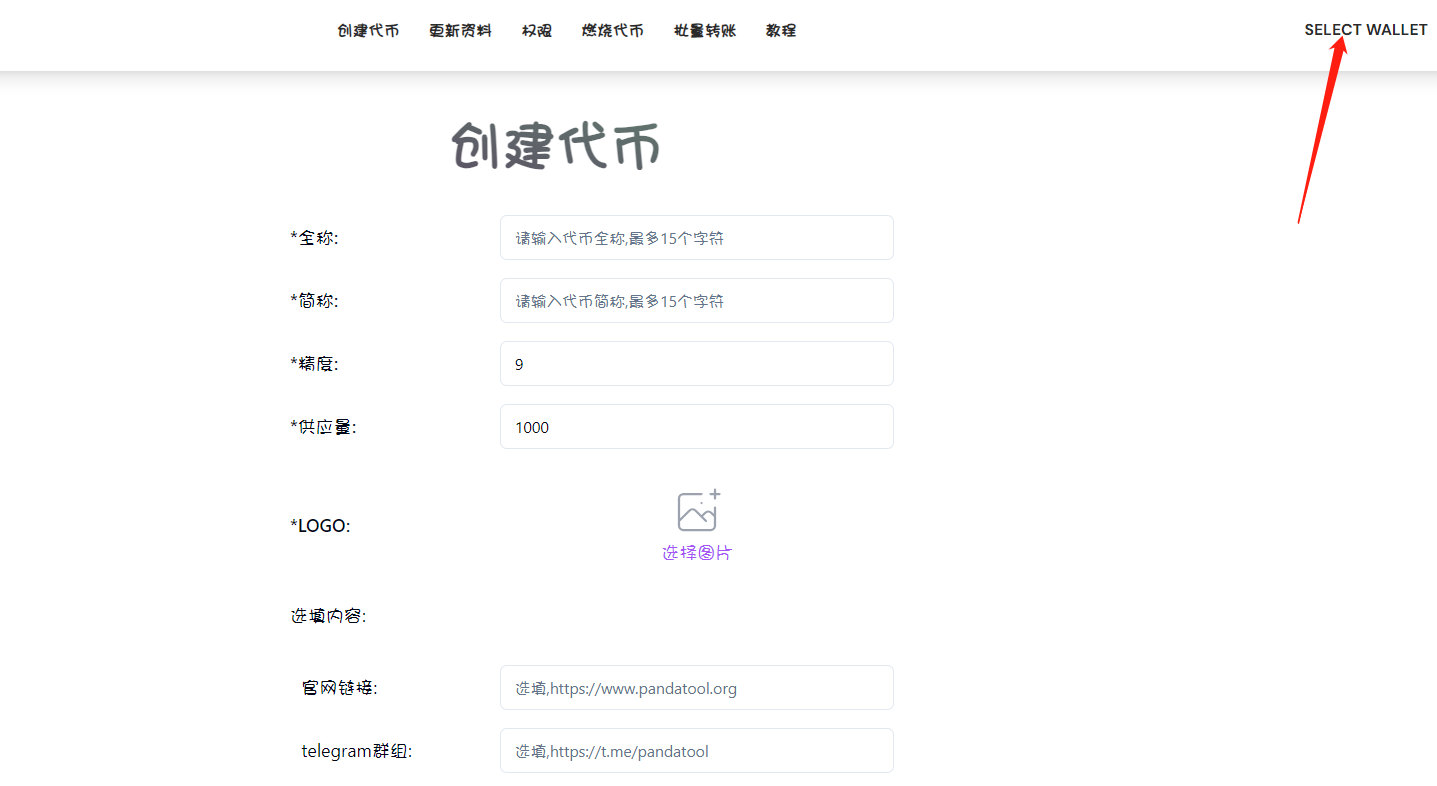 创建代币 更新资料 权限 燃烧代币 批量转账 教程 SELECT WALLET
创建代币
*全称: 请输入代币全称,最多15个字符
*简称: 请输入代币简称,最多15个字符
*精度: 9
*供应量: 1000
*LOGO:
选择图片
选填内容:
官网链接: 选填,https://www.pandatool.org
telegram群组: 选填,https://t.me/pandatool